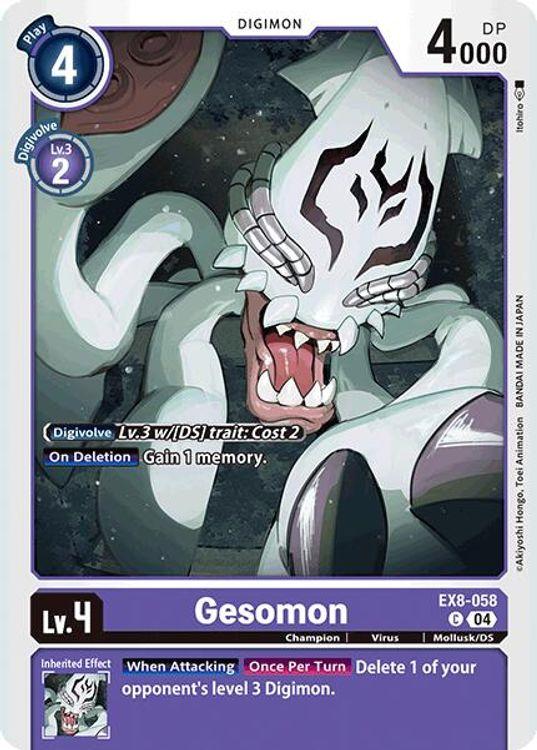 DIGIMON
Play
4
DP
4000
Digivolve
Lv.3
2
Itohiro
Digivolve Lv.3 w/[DS] trait: Cost 2
On Deletion Gain 1 memory.
©Akiyoshi Hongo, Toei Animation BANDAI MADE IN JAPAN
Lv.4
Gesomon
EX8-058
C 04
Champion | Virus | Mollusk/DS
Inherited Effect
When Attacking Once Per Turn Delete 1 of your
opponent's level 3 Digimon.